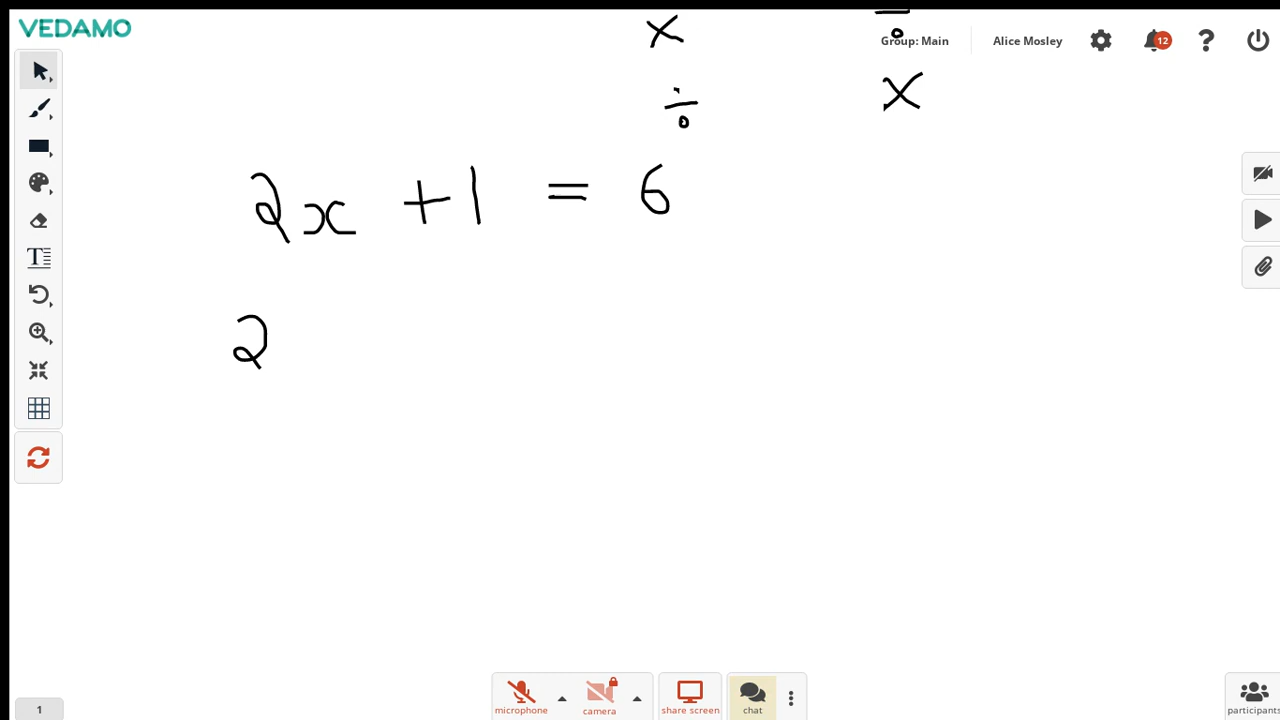 VEDAMO
Group: Main
Alice Mosley
12
×
÷
×
2x + 1 = 6
2
1
microphone
camera
share screen
chat
participants